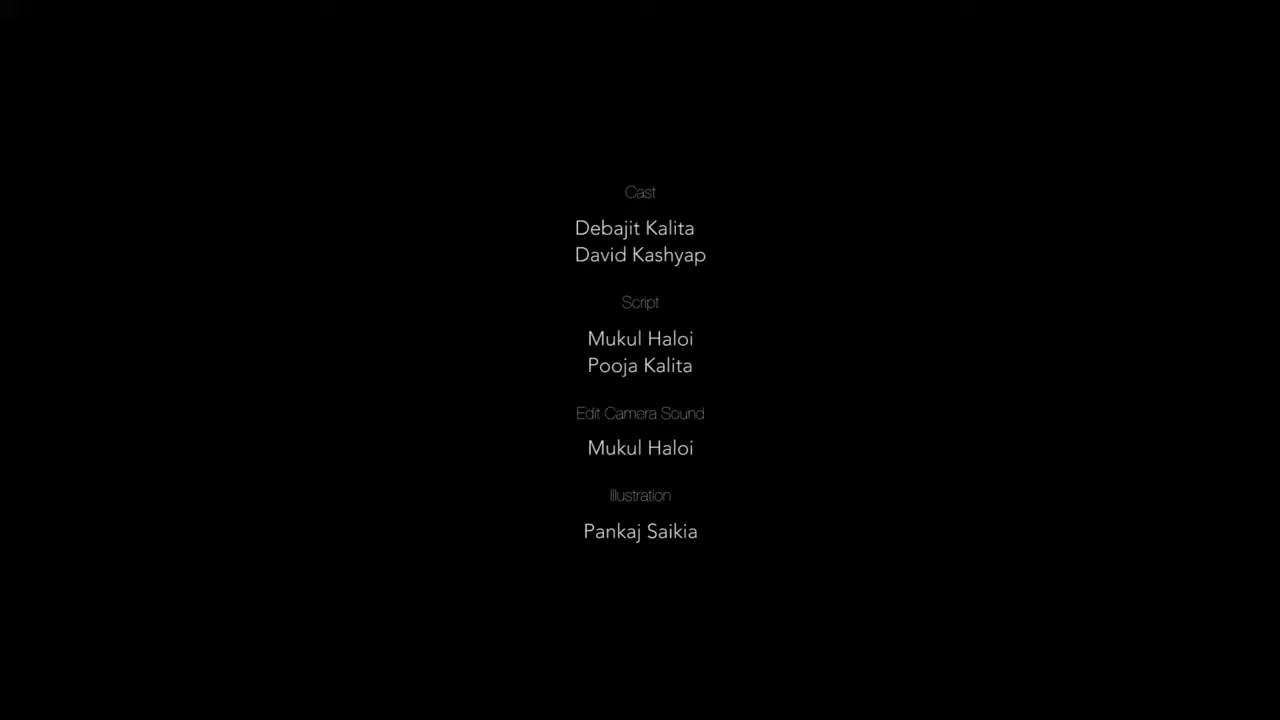 Cast
Debajit Kalita
David Kashyap
Script
Mukul Haloi
Pooja Kalita
Edit Camera Sound
Mukul Haloi
Illustration
Pankaj Saikia